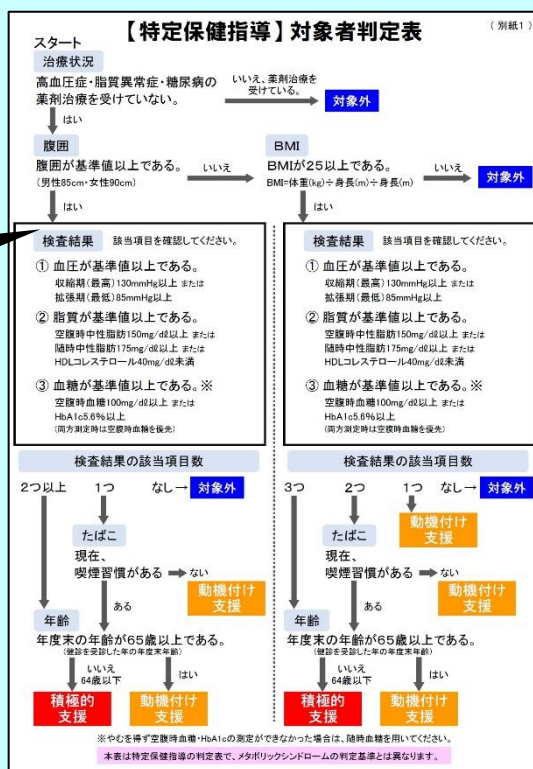 【特定保健指導】対象者判定表
（別紙1）
スタート
治療状況
高血圧症・脂質異常症・糖尿病の
薬剤治療を受けていない。
いいえ、薬剤治療を
受けている。
対象外
はい
腹囲
腹囲が基準値以上である。
(男性85cm・女性90cm)
いいえ
BMI
BMIが25以上である。
BMI=体重(kg)÷身長(m)÷身長(m)
いいえ
対象外
はい
はい
検査結果 該当項目を確認してください。
① 血圧が基準値以上である。
収縮期(最高)130mmHg以上 または
拡張期(最低)85mmHg以上
② 脂質が基準値以上である。
空腹時中性脂肪150mg/dℓ以上 または
随時中性脂肪175mg/dℓ以上 または
HDLコレステロール40mg/dℓ未満
③ 血糖が基準値以上である。※
空腹時血糖100mg/dℓ以上 または
HbA1c5.6%以上
(両方測定時は空腹時血糖を優先)
検査結果の該当項目数
2つ以上 1つ なし→ 対象外
たばこ
現在、
喫煙習慣がある
ない
動機付け
支援
ある
年齢
年度末の年齢が65歳以上である。
(健診を受診した年の年度末年齢)
いいえ
64歳以下
はい
積極的
支援
動機付け
支援
検査結果 該当項目を確認してください。
① 血圧が基準値以上である。
収縮期(最高)130mmHg以上 または
拡張期(最低)85mmHg以上
② 脂質が基準値以上である。
空腹時中性脂肪150mg/dℓ以上 または
随時中性脂肪175mg/dℓ以上 または
HDLコレステロール40mg/dℓ未満
③ 血糖が基準値以上である。※
空腹時血糖100mg/dℓ以上 または
HbA1c5.6%以上
(両方測定時は空腹時血糖を優先)
検査結果の該当項目数
3つ 2つ 1つ なし→ 対象外
動機付け
支援
たばこ
現在、
喫煙習慣がある
ない
動機付け
支援
ある
年齢
年度末の年齢が65歳以上である。
(健診を受診した年の年度末年齢)
いいえ
64歳以下
はい
積極的
支援
動機付け
支援
※やむを得ず空腹時血糖・HbA1cの測定ができなかった場合は、随時血糖を用いてください。
本表は特定保健指導の判定表で、メタボリックシンドロームの判定基準とは異なります。